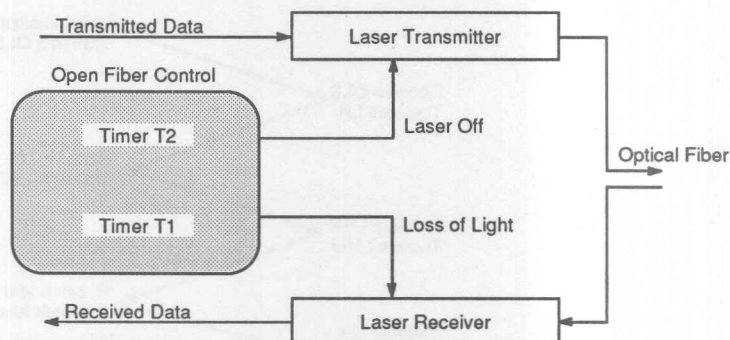 Transmitted Data
Laser Transmitter
Open Fiber Control
Timer T2
Laser Off
Optical Fiber
Timer T1
Loss of Light
Received Data
Laser Receiver